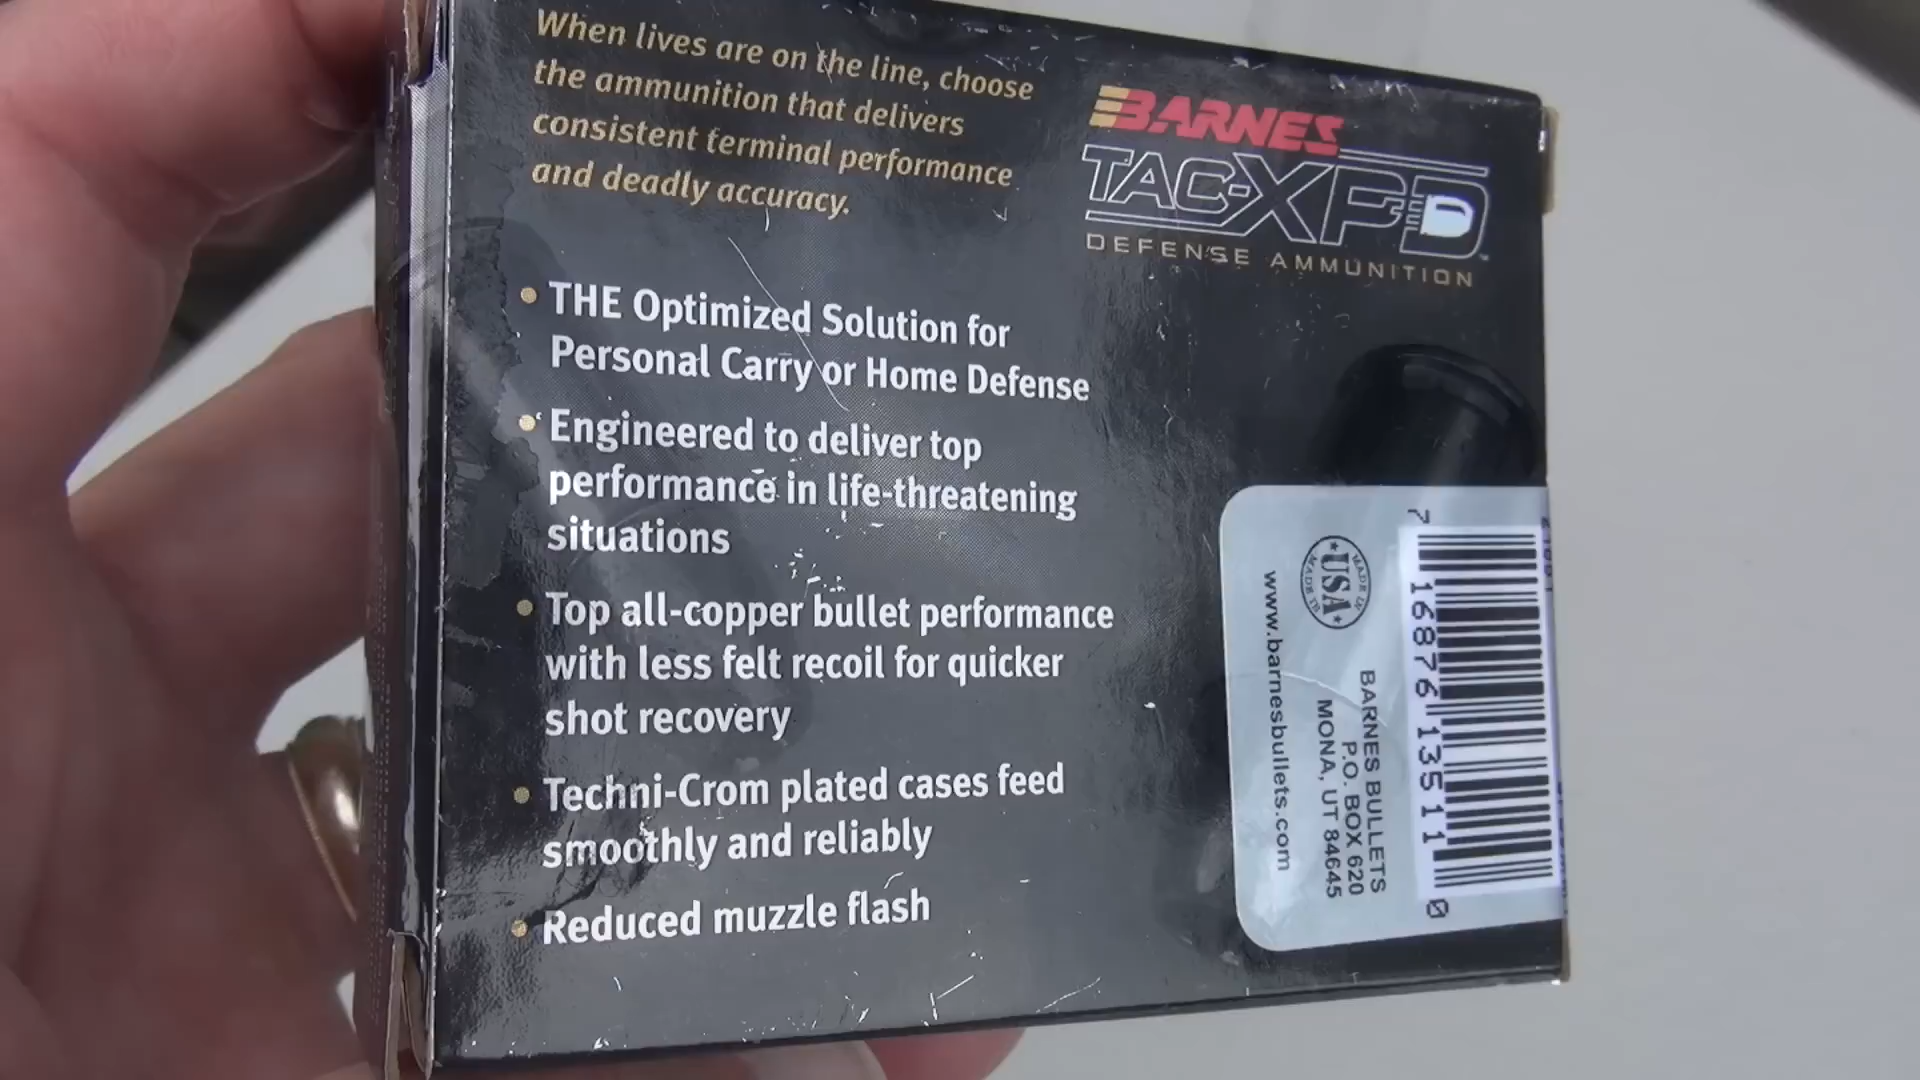 When lives are on the line, choose
the ammunition that delivers
consistent terminal performance
and deadly accuracy.
BARNES
TAC-XPD
DEFENSE AMMUNITION
• THE Optimized Solution for
Personal Carry or Home Defense
• Engineered to deliver top
performance in life-threatening
situations
• Top all-copper bullet performance
with less felt recoil for quicker
shot recovery
• Techni-Crom plated cases feed
smoothly and reliably
• Reduced muzzle flash
7 16876 13511 0
BARNES BULLETS
P.O. BOX 620
MONA, UT 84645
MADE IN
USA
MADE IN
www.barnesbullets.com